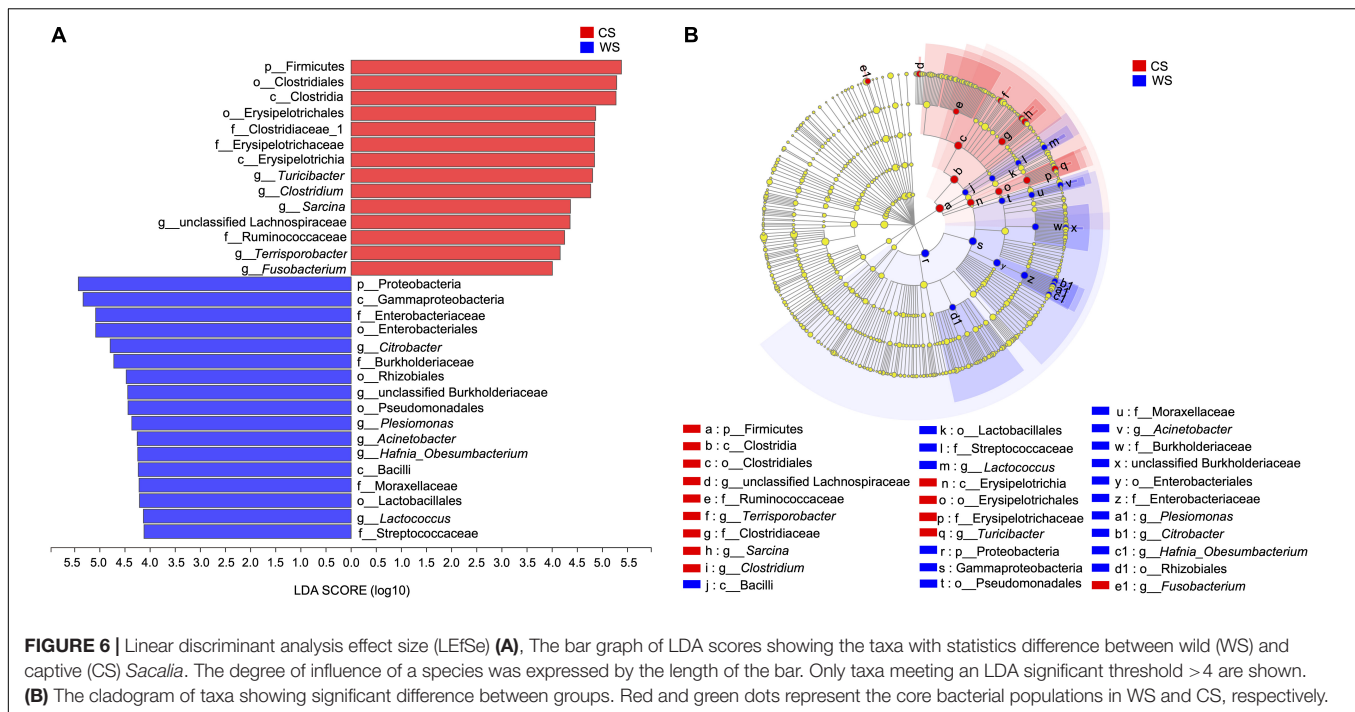 A
CS
WS
p__Firmicutes
o__Clostridiales
c__Clostridia
o__Erysipelotrichales
f__Clostridiaceae_1
f__Erysipelotrichaceae
c__Erysipelotrichia
g__Turicibacter
g__Clostridium
g__Sarcina
g__unclassified Lachnospiraceae
f__Ruminococcaceae
g__Terrisporobacter
g__Fusobacterium
p__Proteobacteria
c__Gammaproteobacteria
f__Enterobacteriaceae
o__Enterobacteriales
g__Citrobacter
f__Burkholderiaceae
o__Rhizobiales
g__unclassified Burkholderiaceae
o__Pseudomonadales
g__Plesiomonas
g__Acinetobacter
g__Hafnia_Obesumbacterium
c__Bacilli
f__Moraxellaceae
o__Lactobacillales
g__Lactococcus
f__Streptococcaceae
5.5 5.0 4.5 4.0 3.5 3.0 2.5 2.0 1.5 1.0 0.5 0.0 0.5 1.0 1.5 2.0 2.5 3.0 3.5 4.0 4.5 5.0 5.5
LDA SCORE (log10)
B
CS
WS
e1
d
f
e
h
g
c
m
l
k
q
p
b
j
o
v
u
t
n
a
w
x
s
r
y
z
b1
a1
c1
d1
a : p__Firmicutes
b : c__Clostridia
c : o__Clostridiales
d : g__unclassified Lachnospiraceae
e : f__Ruminococcaceae
f : g__Terrisporobacter
g : f__Clostridiaceae
h : g__Sarcina
i : g__Clostridium
j : c__Bacilli
k : o__Lactobacillales
l : f__Streptococcaceae
m : g__Lactococcus
n : c__Erysipelotrichia
o : o__Erysipelotrichales
p : f__Erysipelotrichaceae
q : g__Turicibacter
r : p__Proteobacteria
s : Gammaproteobacteria
t : o__Pseudomonadales
u : f__Moraxellaceae
v : g__Acinetobacter
w : f__Burkholderiaceae
x : unclassified Burkholderiaceae
y : o__Enterobacteriales
z : f__Enterobacteriaceae
a1 : g__Plesiomonas
b1 : g__Citrobacter
c1 : g__Hafnia_Obesumbacterium
d1 : o__Rhizobiales
e1 : g__Fusobacterium
FIGURE 6 | Linear discriminant analysis effect size (LEfSe) (A), The bar graph of LDA scores showing the taxa with statistics difference between wild (WS) and
captive (CS) Sacalia. The degree of influence of a species was expressed by the length of the bar. Only taxa meeting an LDA significant threshold >4 are shown.
(B) The cladogram of taxa showing significant difference between groups. Red and green dots represent the core bacterial populations in WS and CS, respectively.